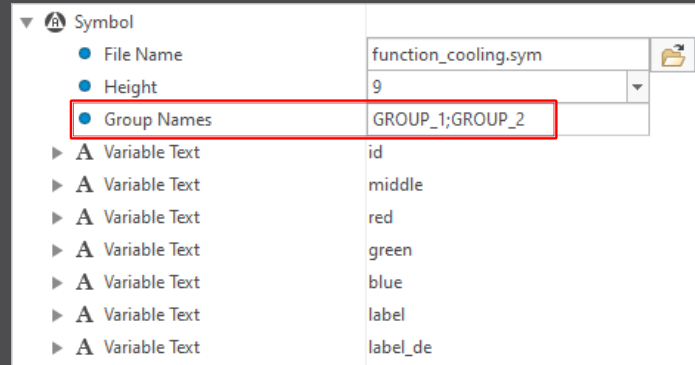 Symbol
File Name function_cooling.sym
Height 9
Group Names GROUP_1;GROUP_2
A Variable Text id
A Variable Text middle
A Variable Text red
A Variable Text green
A Variable Text blue
A Variable Text label
A Variable Text label_de